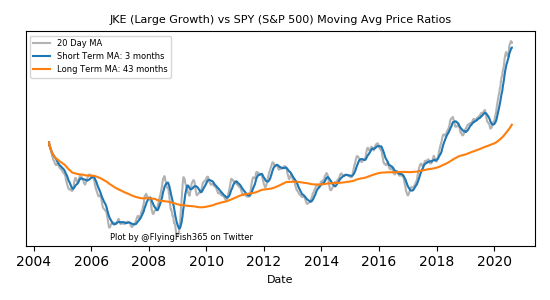 JKE (Large Growth) vs SPY (S&P 500) Moving Avg Price Ratios
20 Day MA
Short Term MA: 3 months
Long Term MA: 43 months
Plot by @FlyingFish365 on Twitter
2004 2006 2008 2010 2012 2014 2016 2018 2020
Date